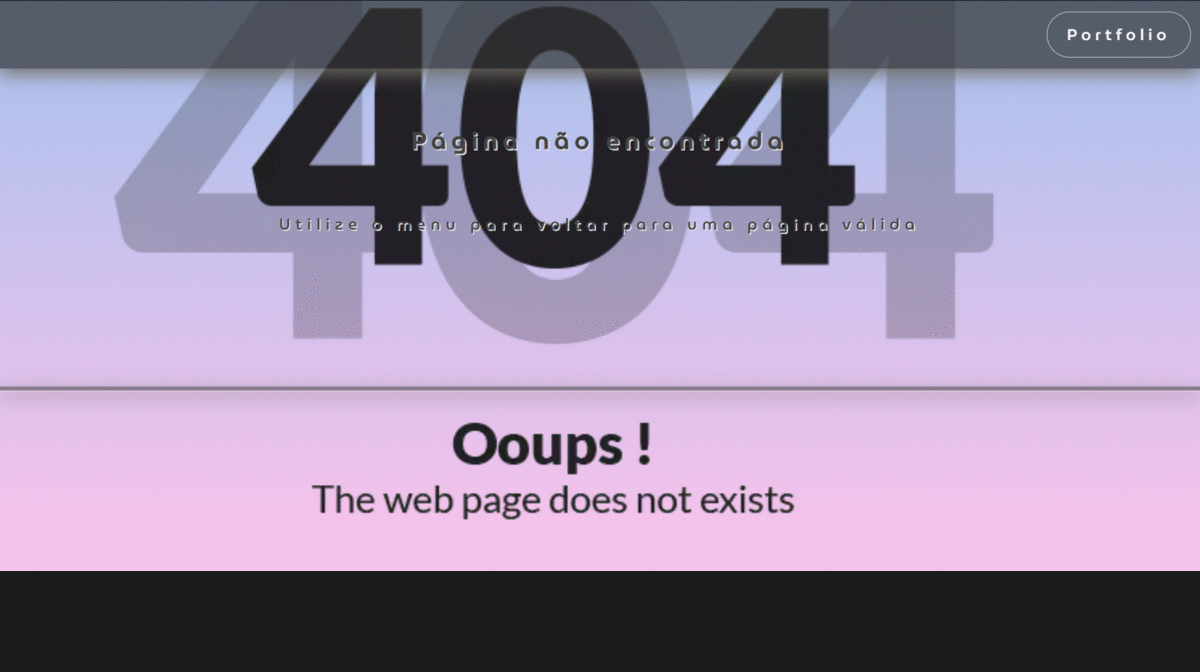 Portfolio
404
Página não encontrada
Utilize o menu para voltar para uma página válida
Ooups !
The web page does not exists